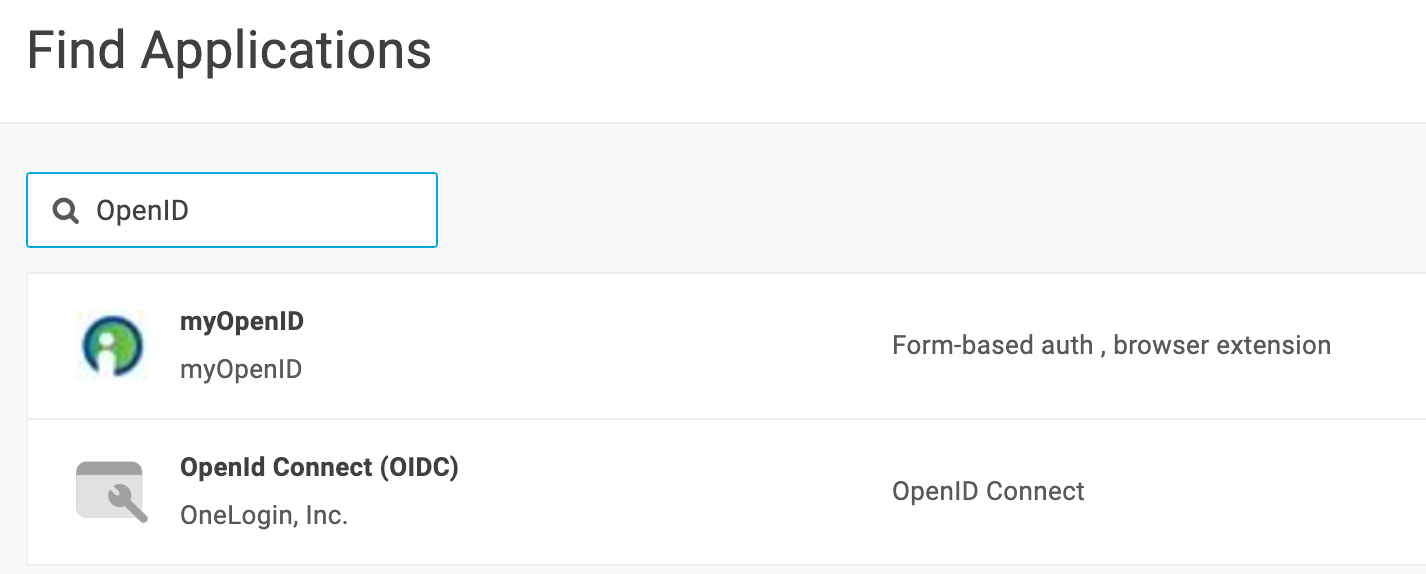 Find Applications
OpenID
myOpenID
myOpenID
Form-based auth , browser extension
OpenId Connect (OIDC)
OneLogin, Inc.
OpenID Connect